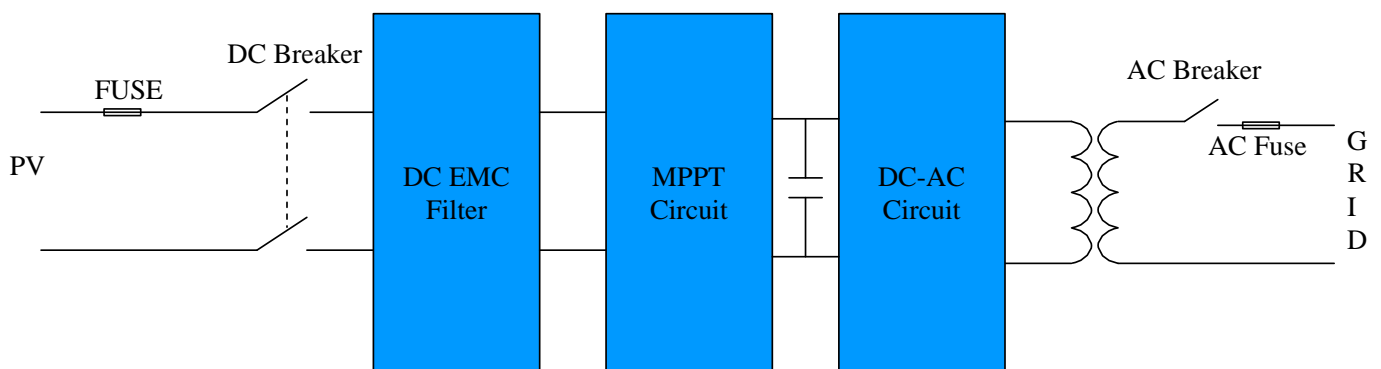 DC Breaker
FUSE
AC Breaker
PV
DC EMC
Filter
MPPT
Circuit
DC-AC
Circuit
AC Fuse
G
R
I
D